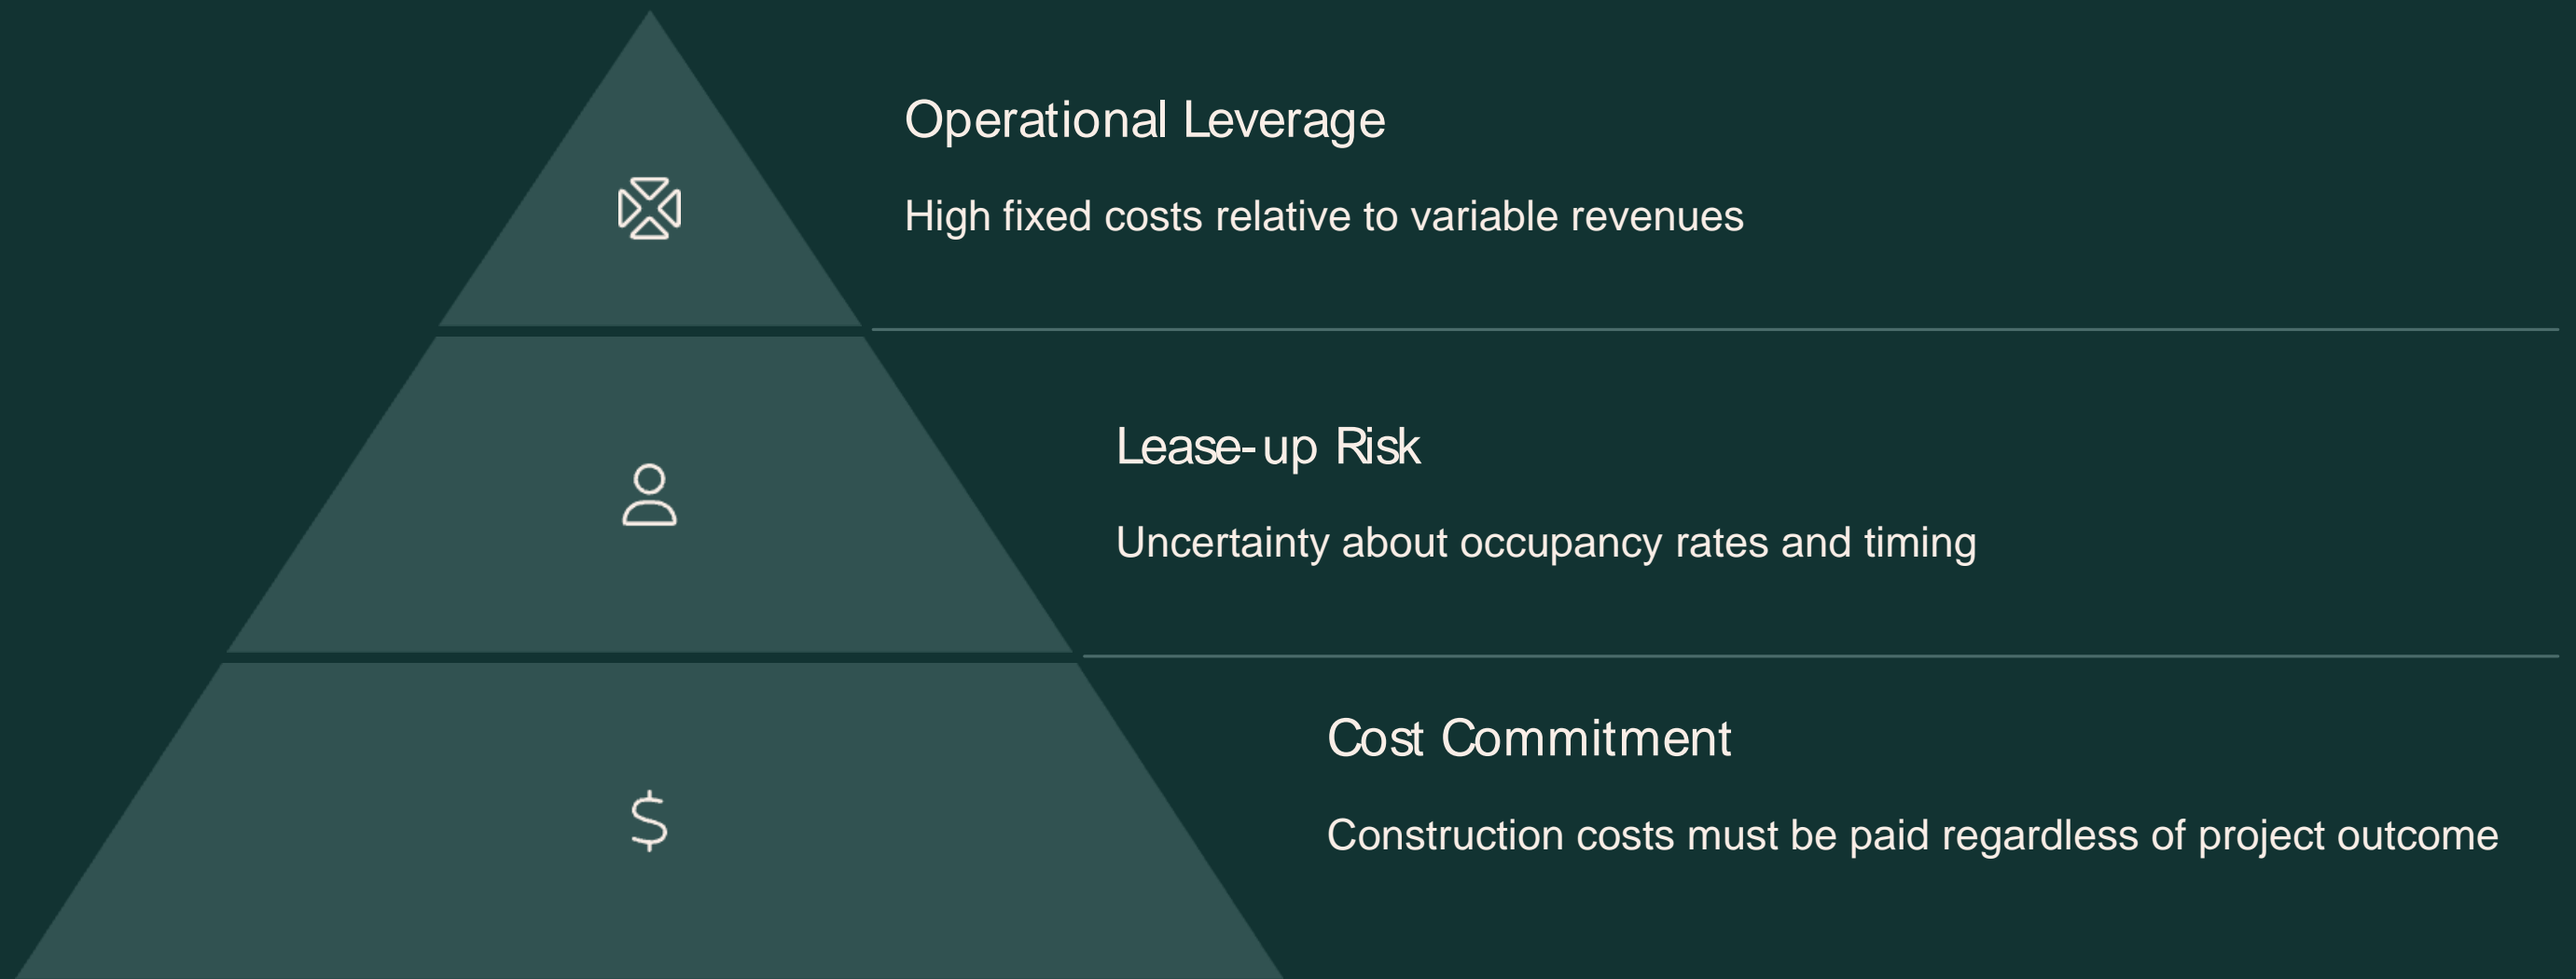 Operational Leverage
High fixed costs relative to variable revenues
Lease-up Risk
Uncertainty about occupancy rates and timing
Cost Commitment
Construction costs must be paid regardless of project outcome
$